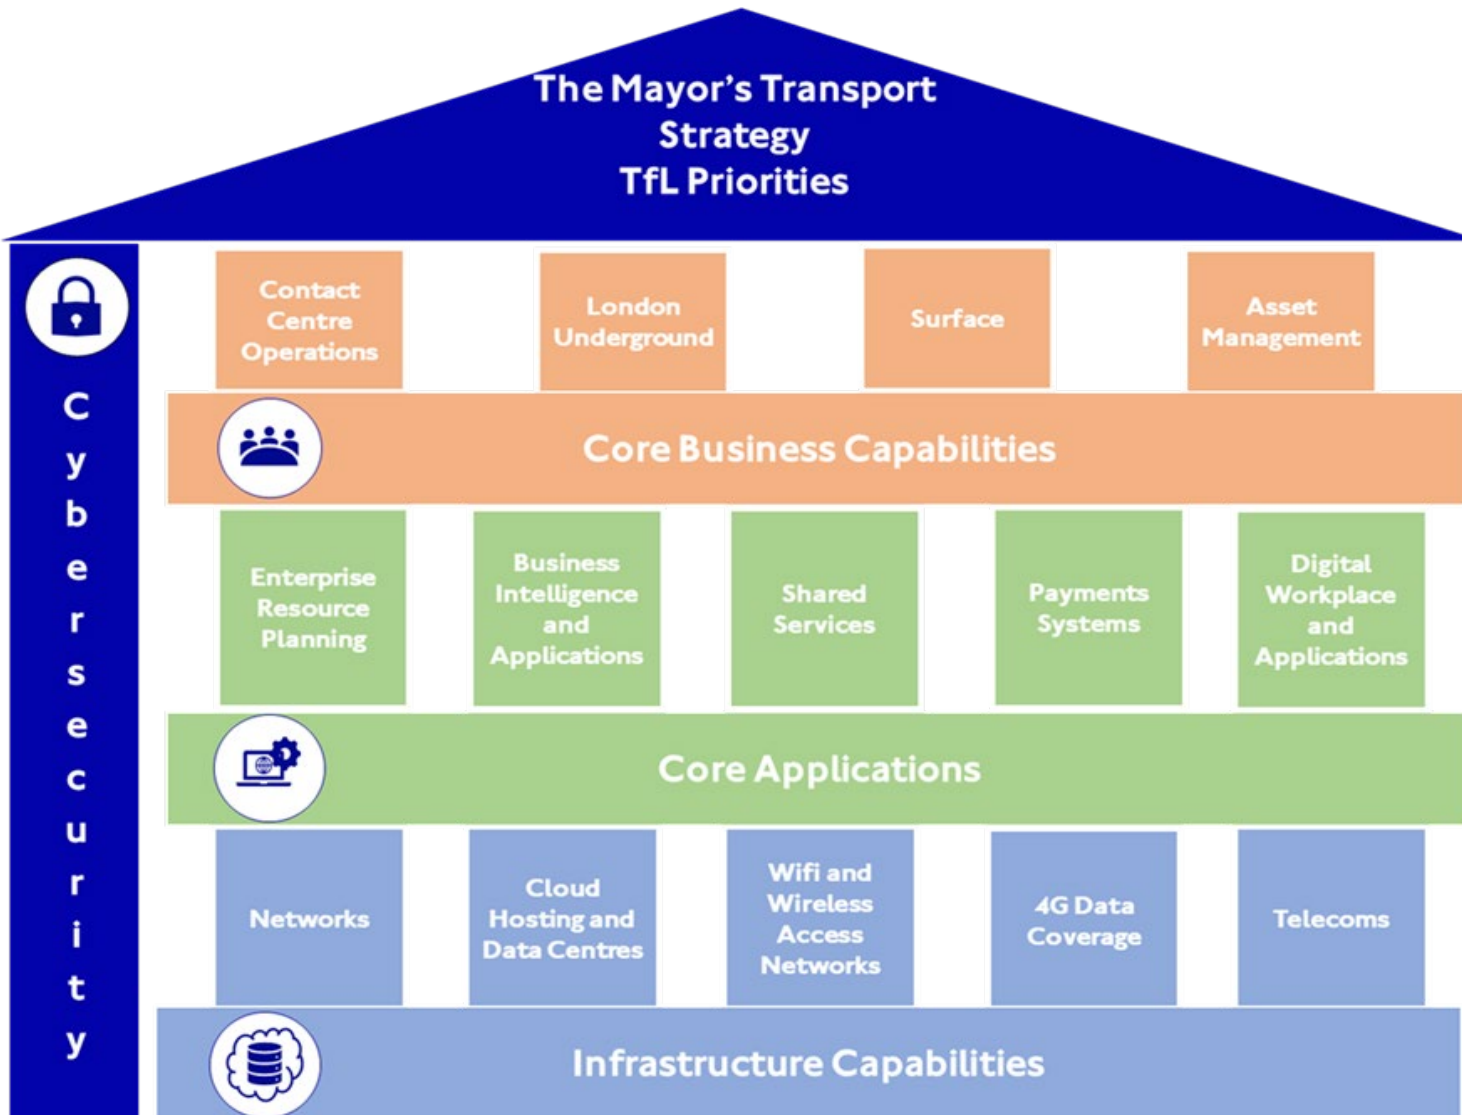 The Mayor's Transport
Strategy
TfL Priorities
Cybersecurity
Contact
Centre
Operations
London
Underground
Surface
Asset
Management
Core Business Capabilities
Enterprise
Resource
Planning
Business
Intelligence
and
Applications
Shared
Services
Payments
Systems
Digital
Workplace
and
Applications
Core Applications
Networks
Cloud
Hosting and
Data Centres
Wifi and
Wireless
Access
Networks
4G Data
Coverage
Telecoms
Infrastructure Capabilities